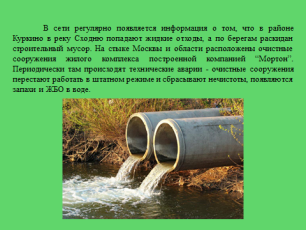 В сети регулярно появляется информация о том, что в районе
Куркино в реку Сходню попадают жидкие отходы, а по берегам раскидан
строительный мусор. На стыке Москвы и области расположены очистные
сооружения жилого комплекса построенной компанией "Мортон".
Периодически там происходят технические аварии - очистные сооружения
перестают работать в штатном режиме и сбрасывают нечистоты, появляются
запахи и ЖБО в воде.